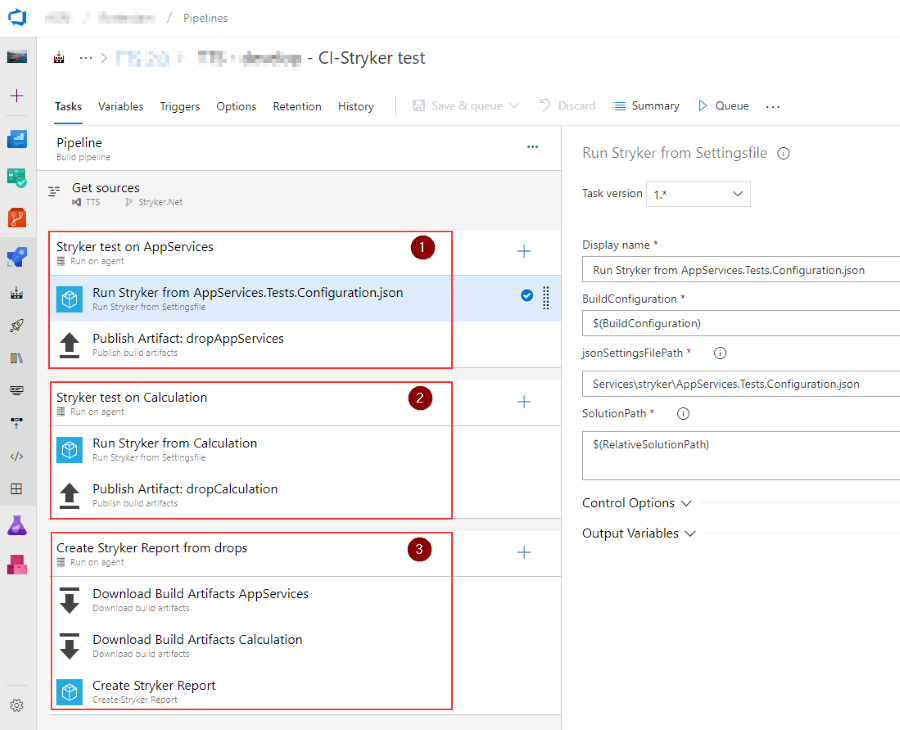 / / Pipelines
··· > - CI-Stryker test
Tasks Variables Triggers Options Retention History Save & queue Discard Summary Queue ···
Pipeline
Build pipeline
Get sources
TTS Stryker.Net
Stryker test on AppServices
Run on agent
1
Run Stryker from AppServices.Tests.Configuration.json
Run Stryker from Settingsfile
Publish Artifact: dropAppServices
Publish build artifacts
Stryker test on Calculation
Run on agent
2
Run Stryker from Calculation
Run Stryker from Settingsfile
Publish Artifact: dropCalculation
Publish build artifacts
Create Stryker Report from drops
Run on agent
3
Download Build Artifacts AppServices
Download build artifacts
Download Build Artifacts Calculation
Download build artifacts
Create Stryker Report
Create Stryker Report
Run Stryker from Settingsfile
Task version 1.*
Display name *
Run Stryker from AppServices.Tests.Configuration.json
BuildConfiguration *
$(BuildConfiguration)
jsonSettingsFilePath *
Services\stryker\AppServices.Tests.Configuration.json
SolutionPath *
$(RelativeSolutionPath)
Control Options
Output Variables